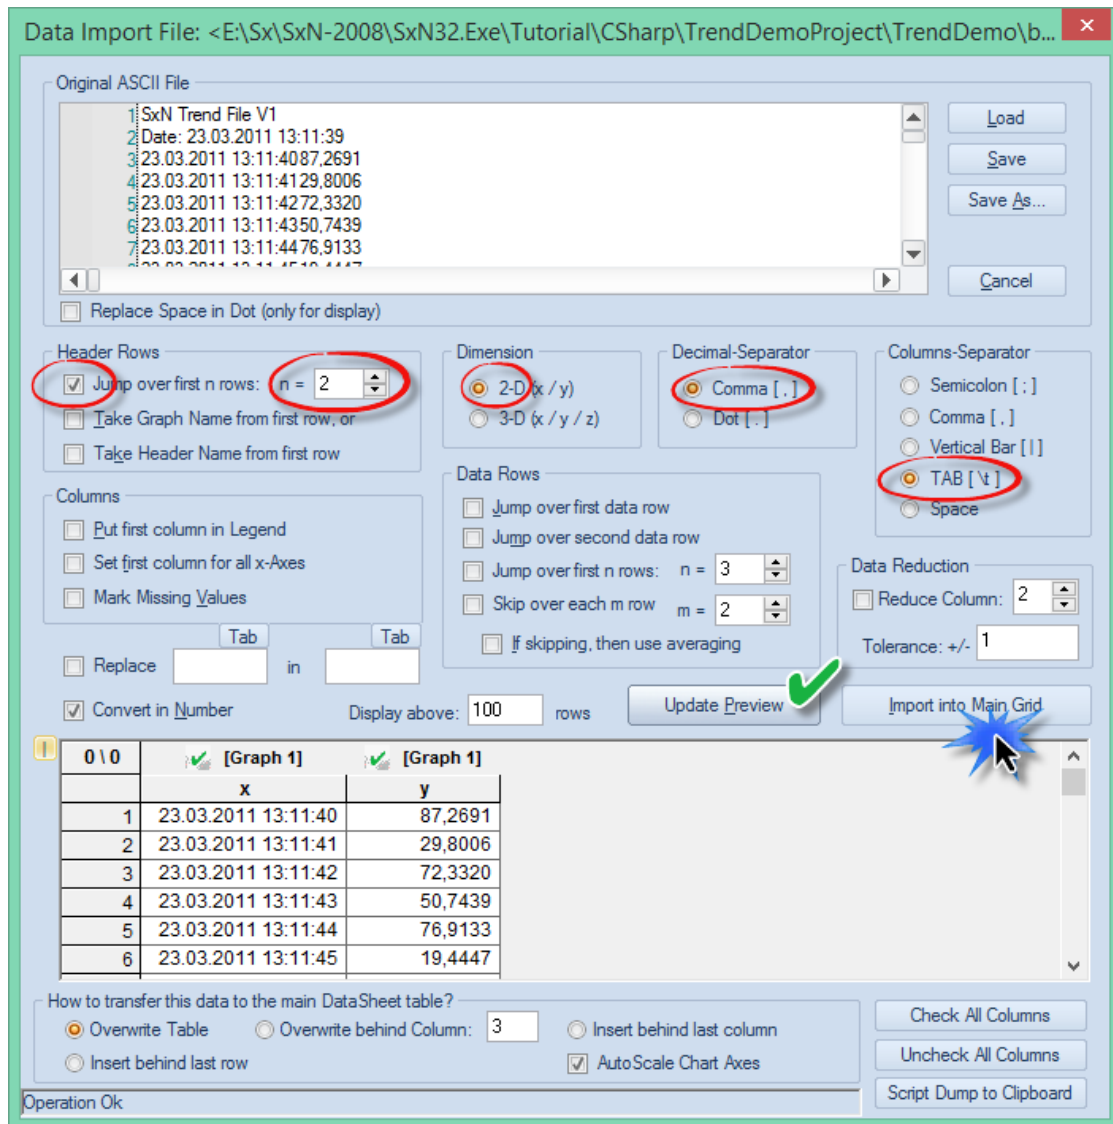 Data Import File: <E:\Sx\SxN-2008\SxN32.Exe\Tutorial\CSharp\TrendDemoProject\TrendDemo\b...
Original ASCII File
1 SxN Trend File V1
2 Date: 23.03.2011 13:11:39
3 23.03.2011 13:11:4087,2691
4 23.03.2011 13:11:4129,8006
5 23.03.2011 13:11:4272,3320
6 23.03.2011 13:11:4350,7439
7 23.03.2011 13:11:4476,9133
Load
Save
Save As...
Cancel
Replace Space in Dot (only for display)
Header Rows
Jump over first n rows: n = 2
Take Graph Name from first row, or
Take Header Name from first row
Dimension
2-D (x / y)
3-D (x / y / z)
Decimal-Separator
Comma [ , ]
Dot [ . ]
Columns-Separator
Semicolon [ ; ]
Comma [ , ]
Vertical Bar [ | ]
TAB [ \t ]
Space
Columns
Put first column in Legend
Set first column for all x-Axes
Mark Missing Values
Data Rows
Jump over first data row
Jump over second data row
Jump over first n rows: n = 3
Skip over each m row m = 2
If skipping, then use averaging
Data Reduction
Reduce Column: 2
Tolerance: +/- 1
Tab Tab
Replace in
Convert in Number
Display above: 100 rows
Update Preview
Import into Main Grid
0 \ 0 [Graph 1] [Graph 1]
x y
1 23.03.2011 13:11:40 87,2691
2 23.03.2011 13:11:41 29,8006
3 23.03.2011 13:11:42 72,3320
4 23.03.2011 13:11:43 50,7439
5 23.03.2011 13:11:44 76,9133
6 23.03.2011 13:11:45 19,4447
How to transfer this data to the main DataSheet table?
Overwrite Table Overwrite behind Column: 3 Insert behind last column
Insert behind last row AutoScale Chart Axes
Check All Columns
Uncheck All Columns
Script Dump to Clipboard
Operation Ok